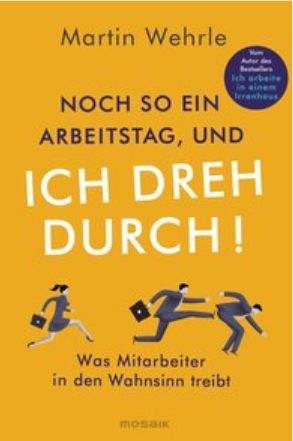 Martin Wehrle
Vom
Autor des
Bestsellers
Ich arbeite
in einem
Irrenhaus
NOCH SO EIN
ARBEITSTAG, UND
ICH DREH
DURCH!
Was Mitarbeiter
in den Wahnsinn treibt
mosaik